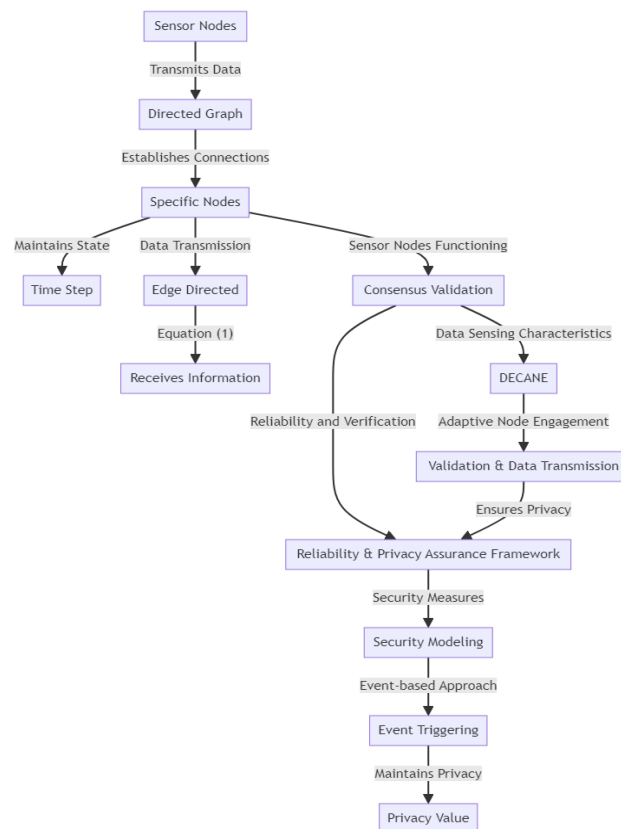 Sensor Nodes
Transmits Data
Directed Graph
Establishes Connections
Specific Nodes
Maintains State
Data Transmission
Sensor Nodes Functioning
Time Step
Edge Directed
Consensus Validation
Equation (1)
Data Sensing Characteristics
Receives Information
DECANE
Reliability and Verification
Adaptive Node Engagement
Validation & Data Transmission
Ensures Privacy
Reliability & Privacy Assurance Framework
Security Measures
Security Modeling
Event-based Approach
Event Triggering
Maintains Privacy
Privacy Value